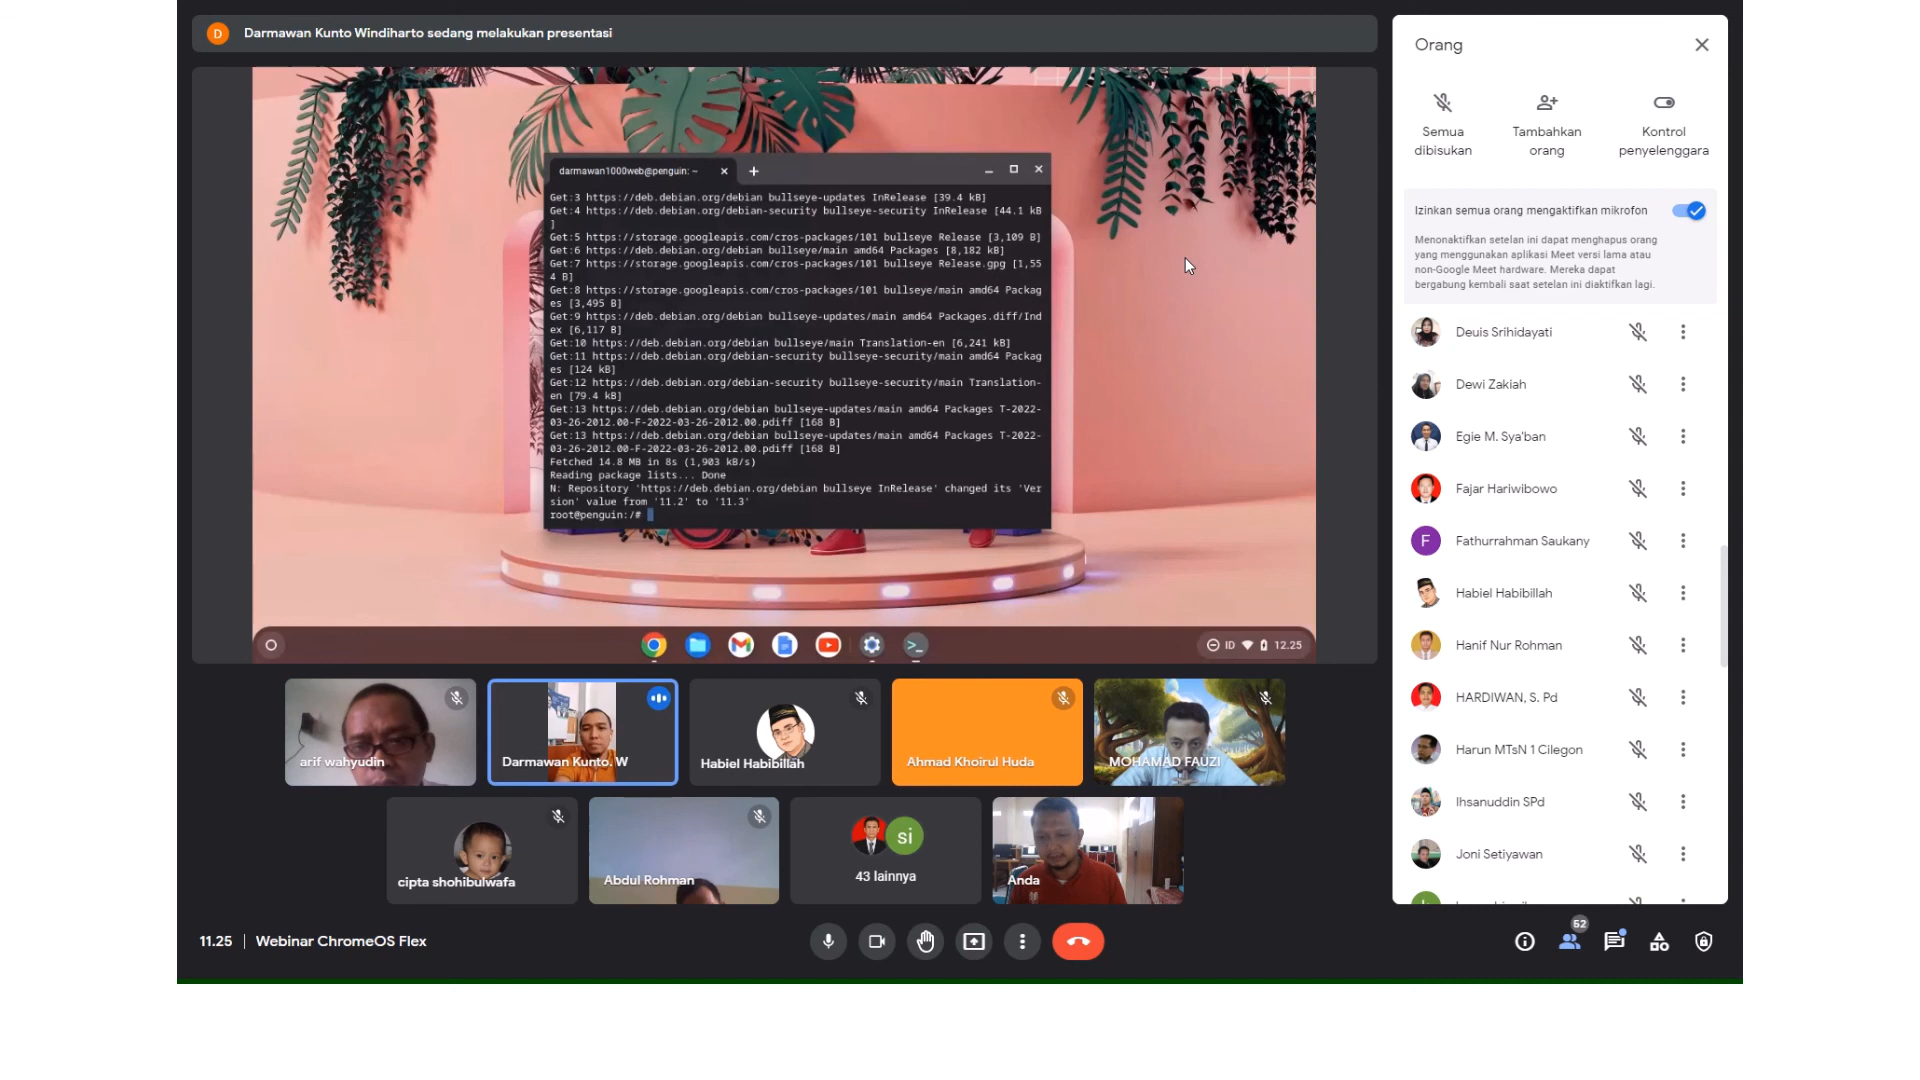 D
Darmawan Kunto Windiharto sedang melakukan presentasi
darmawan1000web@penguin: ~
Get:3 https://deb.debian.org/debian bullseye-updates InRelease [39.4 kB]
Get:4 https://deb.debian.org/debian-security bullseye-security InRelease [44.1 kB
]
Get:5 https://storage.googleapis.com/cros-packages/101 bullseye Release [3,109 B]
Get:6 https://deb.debian.org/debian bullseye/main amd64 Packages [8,182 kB]
Get:7 https://storage.googleapis.com/cros-packages/101 bullseye Release.gpg [1,55
4 B]
Get:8 https://storage.googleapis.com/cros-packages/101 bullseye/main amd64 Packag
es [3,495 B]
Get:9 https://deb.debian.org/debian bullseye-updates/main amd64 Packages.diff/Ind
ex [6,117 B]
Get:10 https://deb.debian.org/debian bullseye/main Translation-en [6,241 kB]
Get:11 https://deb.debian.org/debian-security bullseye-security/main amd64 Packag
es [124 kB]
Get:12 https://deb.debian.org/debian-security bullseye-security/main Translation-
en [79.4 kB]
Get:13 https://deb.debian.org/debian bullseye-updates/main amd64 Packages T-2022-
03-26-2012.00-F-2022-03-26-2012.00.pdiff [168 B]
Get:13 https://deb.debian.org/debian bullseye-updates/main amd64 Packages T-2022-
03-26-2012.00-F-2022-03-26-2012.00.pdiff [168 B]
Fetched 14.8 MB in 8s (1,903 kB/s)
Reading package lists... Done
N: Repository 'https://deb.debian.org/debian bullseye InRelease' changed its 'Ver
sion' value from '11.2' to '11.3'
root@penguin:/#
ID 12.25
arif wahyudin
Darmawan Kunto. W
Habiel Habibillah
Ahmad Khoirul Huda
MOHAMAD FAUZI
cipta shohibulwafa
Abdul Rohman
si
43 lainnya
Anda
11.25 | Webinar ChromeOS Flex
52
Orang
Semua
dibisukan
Tambahkan
orang
Kontrol
penyelenggara
Izinkan semua orang mengaktifkan mikrofon
Menonaktifkan setelan ini dapat menghapus orang
yang menggunakan aplikasi Meet versi lama atau
non-Google Meet hardware. Mereka dapat
bergabung kembali saat setelan ini diaktifkan lagi.
Deuis Srihidayati
Dewi Zakiah
Egie M. Sya'ban
Fajar Hariwibowo
F
Fathurrahman Saukany
Habiel Habibillah
Hanif Nur Rohman
HARDIWAN, S. Pd
Harun MTsN 1 Cilegon
Ihsanuddin SPd
Joni Setiyawan